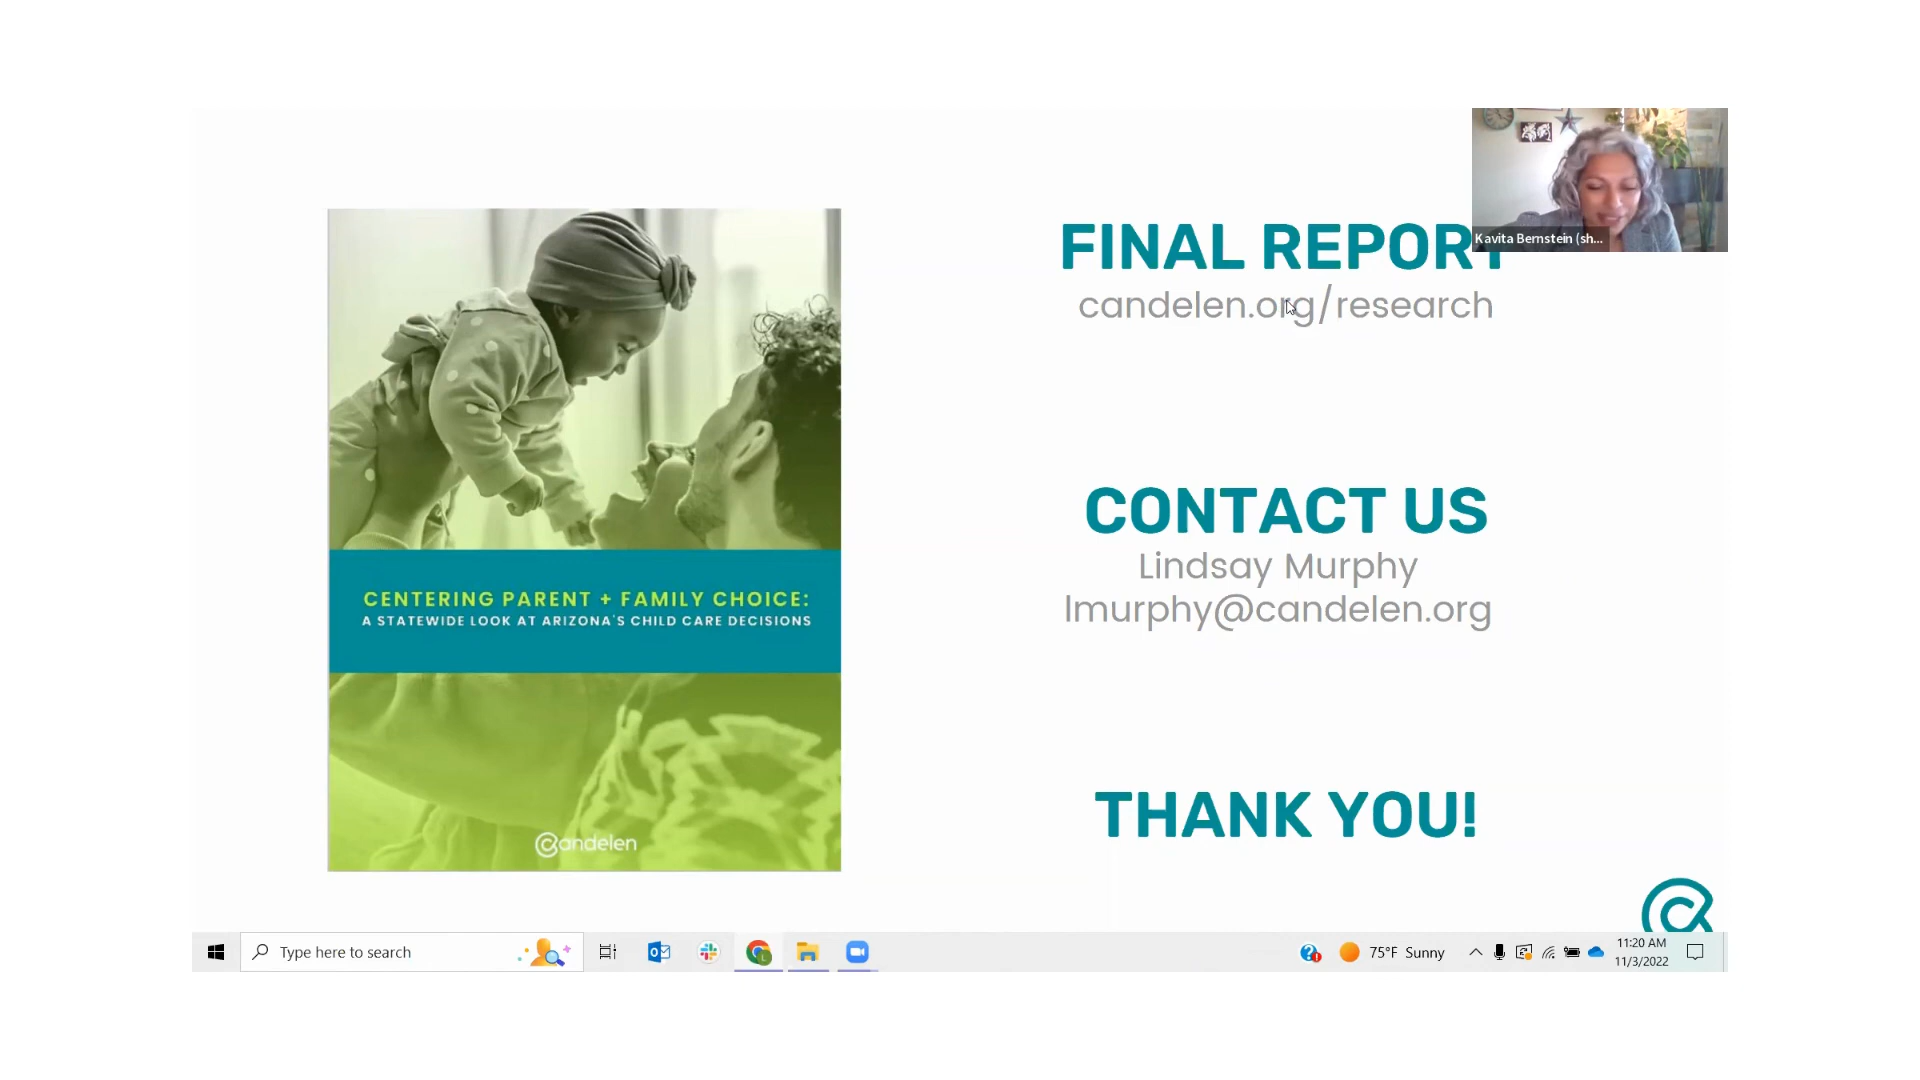 Kavita Bernstein (sh...
FINAL REPORT
candelen.org/research
CENTERING PARENT + FAMILY CHOICE:
A STATEWIDE LOOK AT ARIZONA'S CHILD CARE DECISIONS
candelen
CONTACT US
Lindsay Murphy
lmurphy@candelen.org
THANK YOU!
Type here to search
75°F Sunny
11:20 AM
11/3/2022